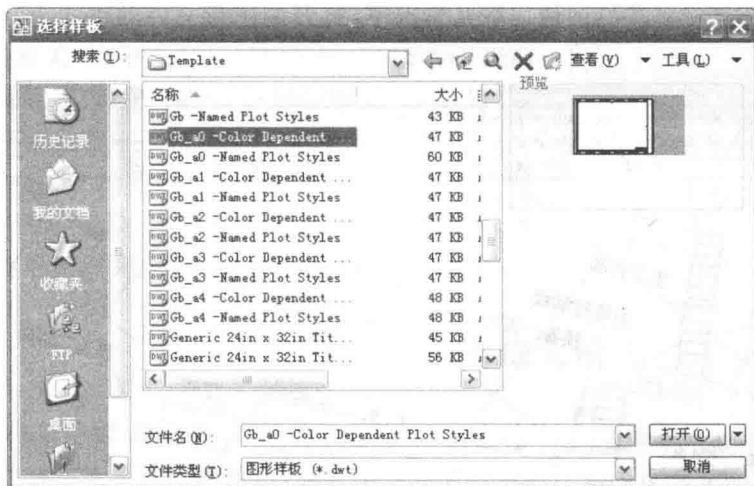 选择样板
搜索(I):
Template
查看(V)
工具(L)
历史记录
我的文档
收藏夹
FTP
桌面
名称
大小
Gb -Named Plot Styles
43 KB
Gb_a0 -Color Dependent ...
47 KB
Gb_a0 -Named Plot Styles
60 KB
Gb_a1 -Color Dependent ...
47 KB
Gb_a1 -Named Plot Styles
47 KB
Gb_a2 -Color Dependent ...
47 KB
Gb_a2 -Named Plot Styles
47 KB
Gb_a3 -Color Dependent ...
47 KB
Gb_a3 -Named Plot Styles
47 KB
Gb_a4 -Color Dependent ...
48 KB
Gb_a4 -Named Plot Styles
48 KB
Generic 24in x 32in Tit...
45 KB
Generic 24in x 32in Tit...
56 KB
预览
文件名(N):
Gb_a0 -Color Dependent Plot Styles
打开(O)
文件类型(T):
图形样板 (*.dwt)
取消